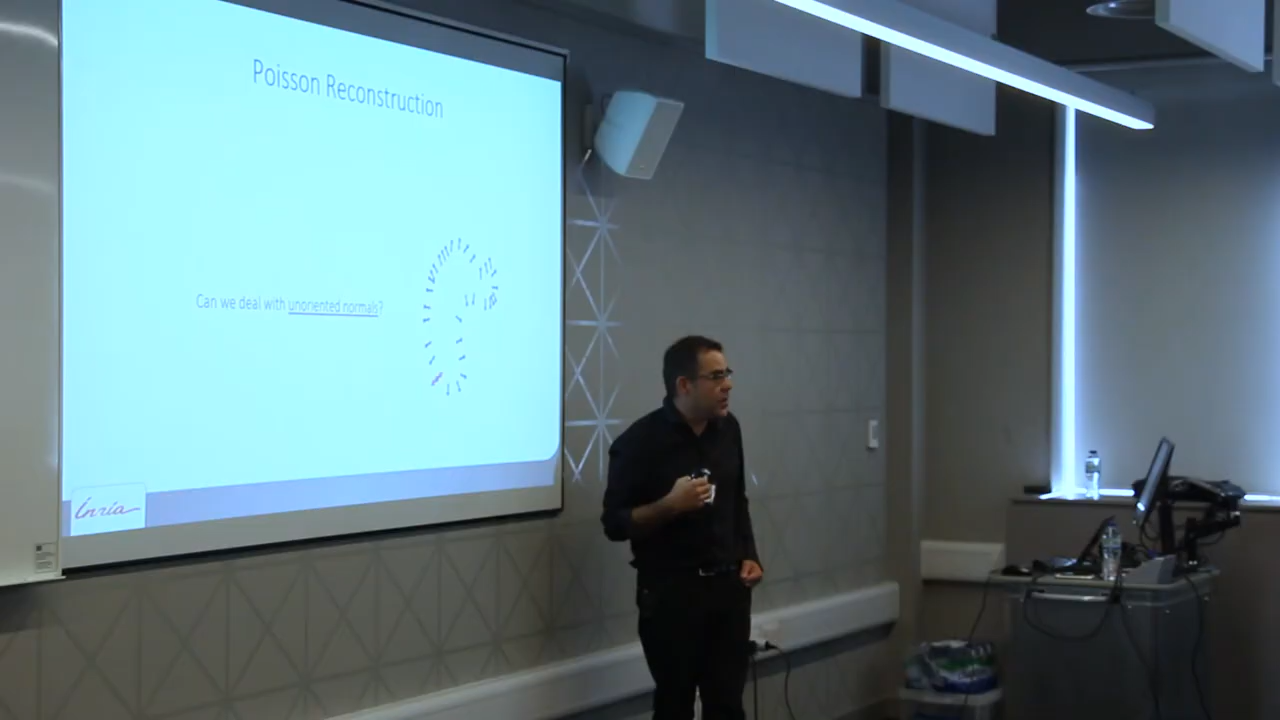 Poisson Reconstruction
Can we deal with unoriented normals?
Inria